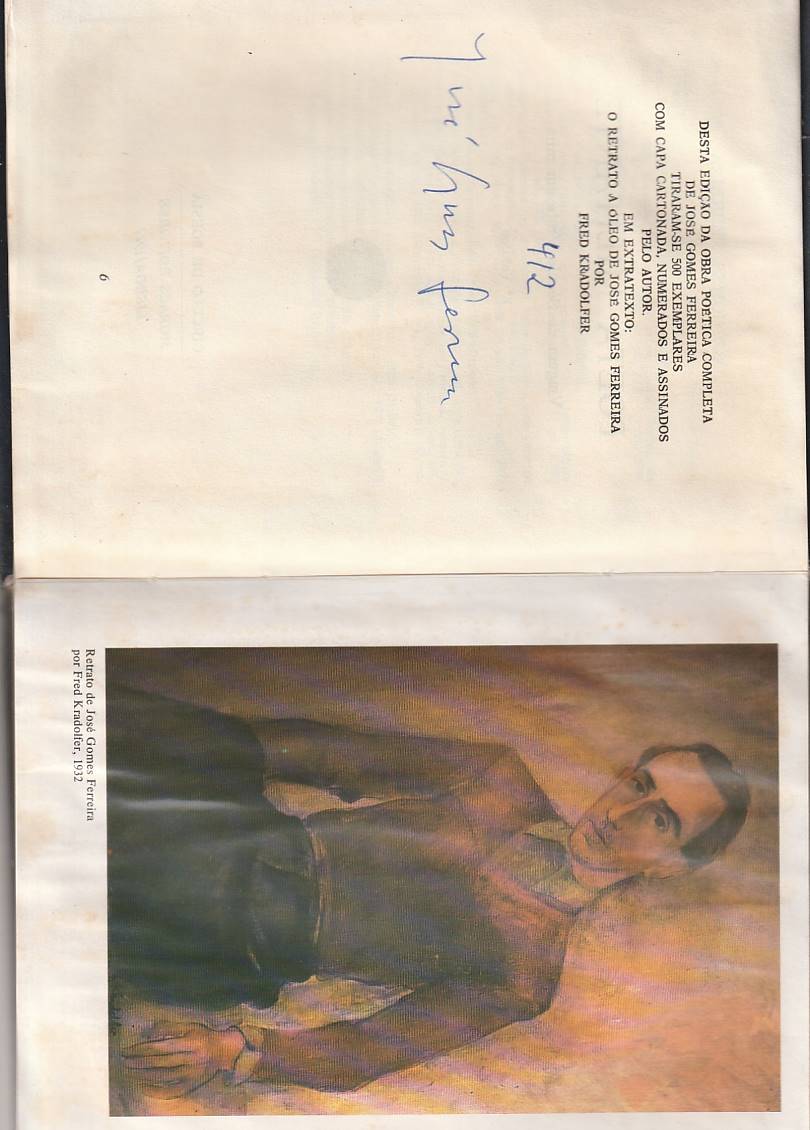 DESTA EDIÇÃO DA OBRA POÉTICA COMPLETA
DE JOSÉ GOMES FERREIRA
TIRARAM-SE 500 EXEMPLARES
COM CAPA CARTONADA, NUMERADOS E ASSINADOS
PELO AUTOR.
EM EXTRATEXTO:
O RETRATO A ÓLEO DE JOSÉ GOMES FERREIRA
POR
FRED KRADOLFER
412
José Gomes Ferreira
6
Retrato de José Gomes Ferreira
por Fred Kradolfer, 1932